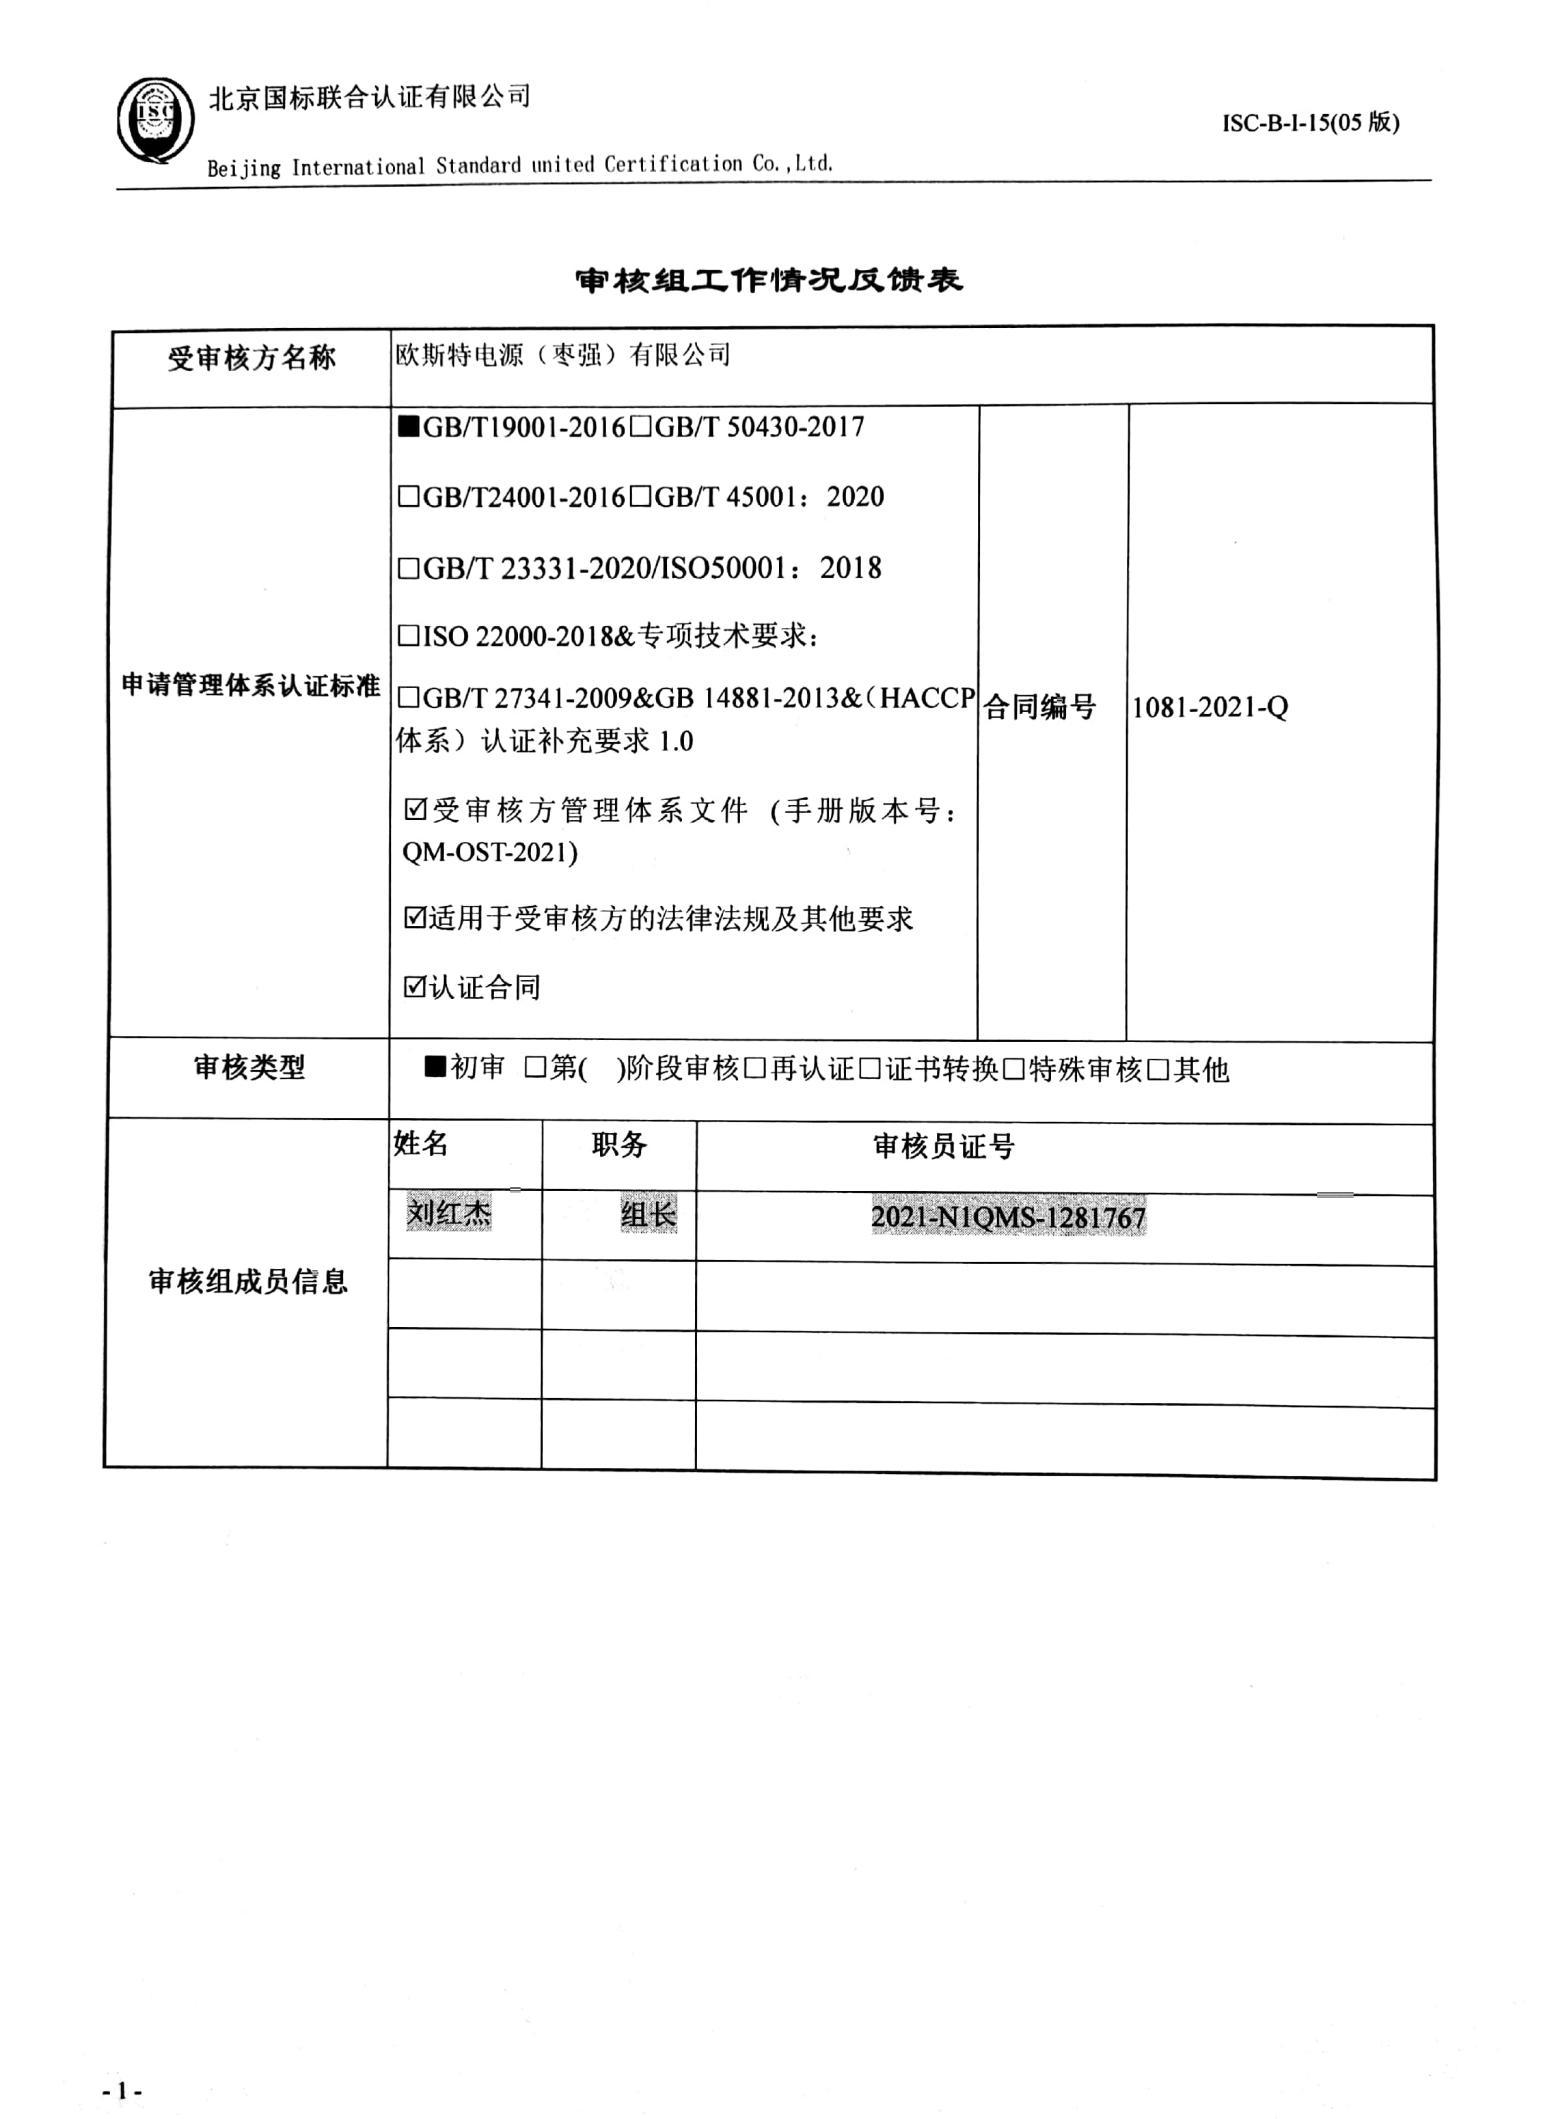 ISC
北京国标联合认证有限公司
ISC-B-I-15(05 版)
Beijing International Standard united Certification Co.,Ltd.
审核组工作情况反馈表
受审核方名称 欧斯特电源（枣强）有限公司
■GB/T19001-2016□GB/T 50430-2017
□GB/T24001-2016□GB/T 45001：2020
□GB/T 23331-2020/ISO50001：2018
□ISO 22000-2018&专项技术要求：
申请管理体系认证标准
□GB/T 27341-2009&GB 14881-2013&（HACCP
体系）认证补充要求 1.0
合同编号 1081-2021-Q
☑受审核方管理体系文件 (手册版本号：
QM-OST-2021)
☑适用于受审核方的法律法规及其他要求
☑认证合同
审核类型 ■初审 □第( )阶段审核□再认证□证书转换□特殊审核□其他
姓名 职务 审核员证号
刘红杰 组长 2021-N1QMS-1281767
审核组成员信息
- 1 -